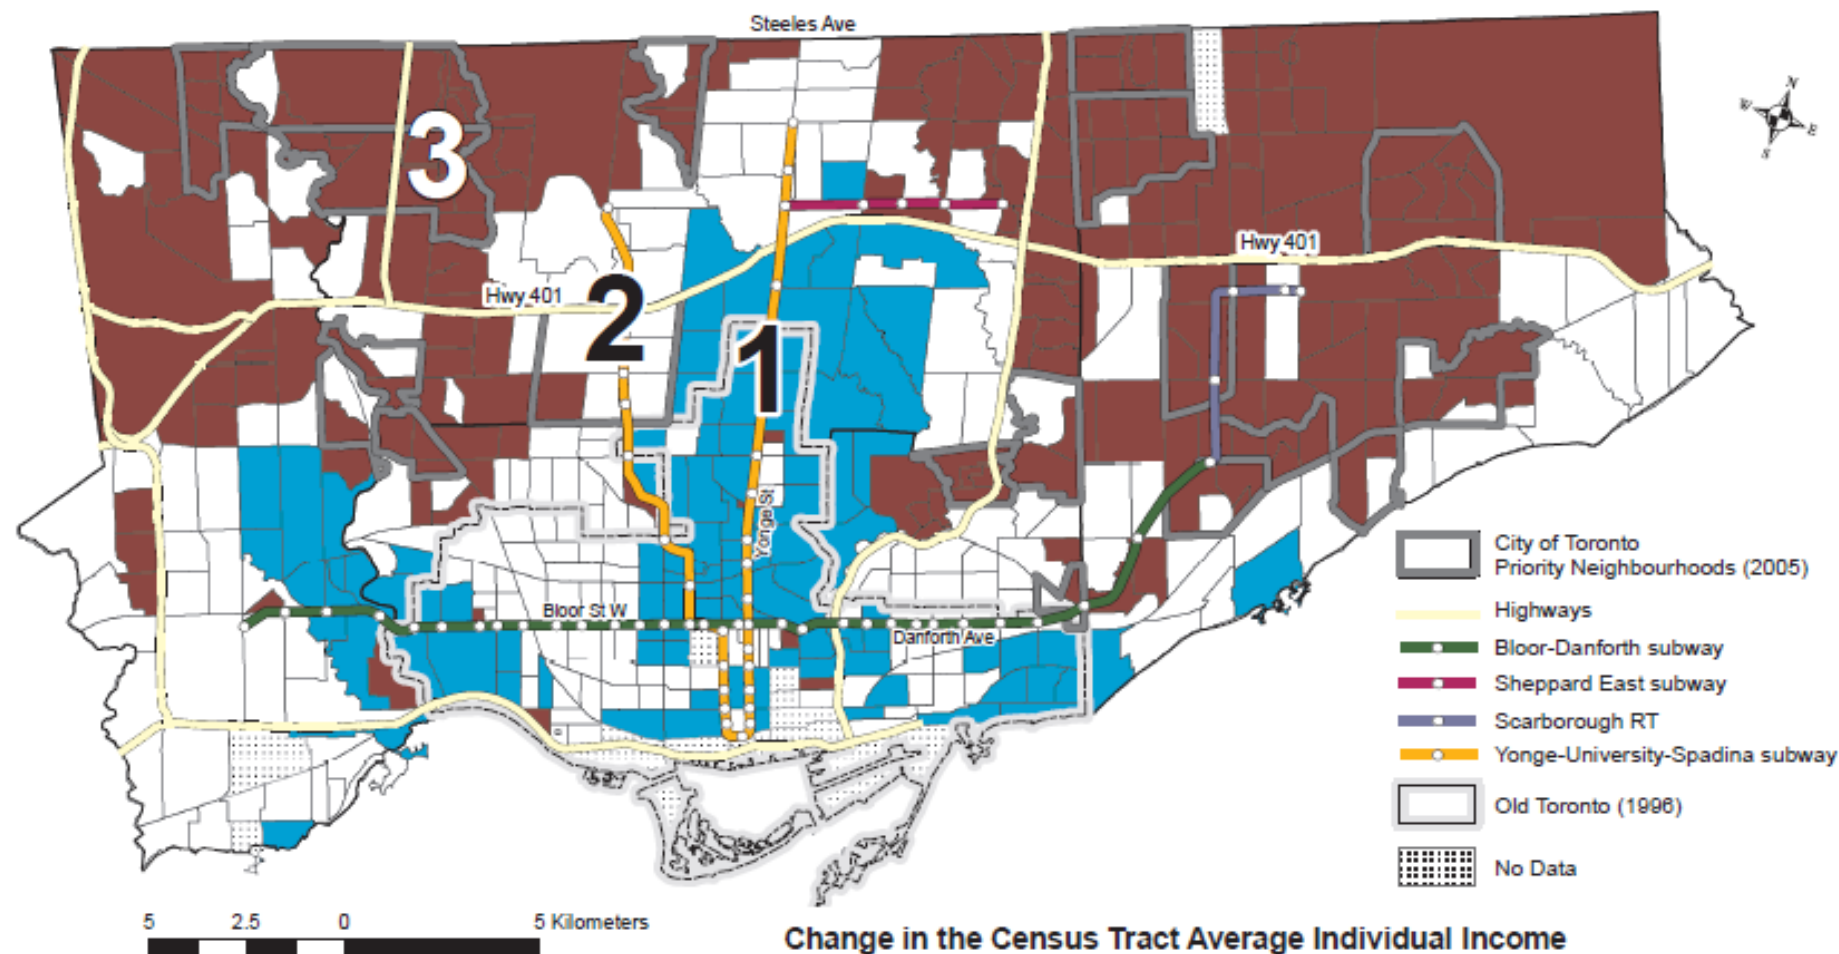 Steeles Ave
N
W
E
S
3
Hwy 401
Hwy 401
2
1
Yonge St
Bloor St W
Danforth Ave
City of Toronto
Priority Neighbourhoods (2005)
Highways
Bloor-Danforth subway
Sheppard East subway
Scarborough RT
Yonge-University-Spadina subway
Old Toronto (1996)
No Data
5 2.5 0 5 Kilometers
Change in the Census Tract Average Individual Income